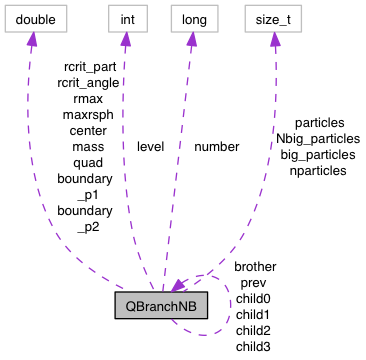 double
int
long
size_t
rcrit_part
rcrit_angle
rmax
maxrsph
center
mass
quad
boundary
_p1
boundary
_p2
level
number
particles
Nbig_particles
big_particles
nparticles
QBranchNB
brother
prev
child0
child1
child2
child3